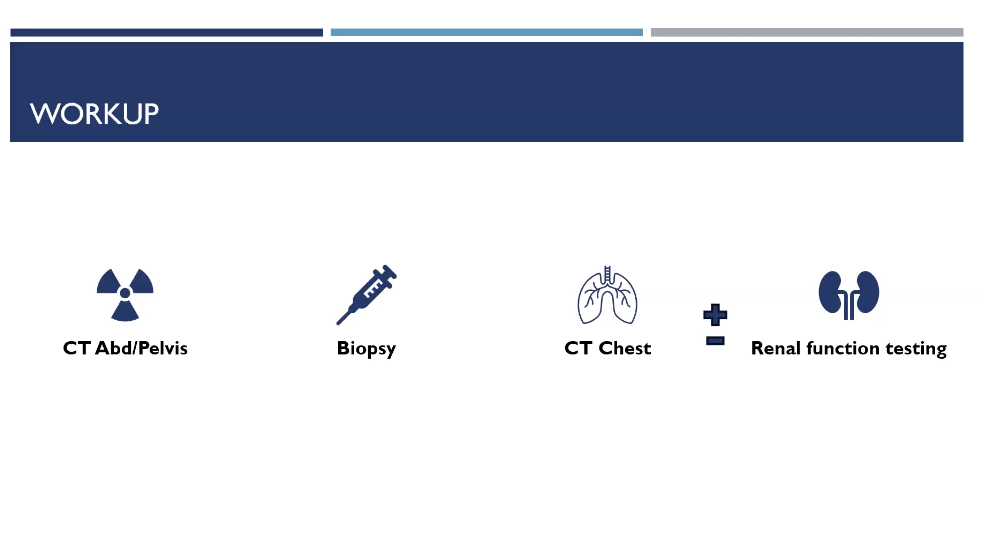 WORKUP
CT Abd/Pelvis
Biopsy
CT Chest
Renal function testing